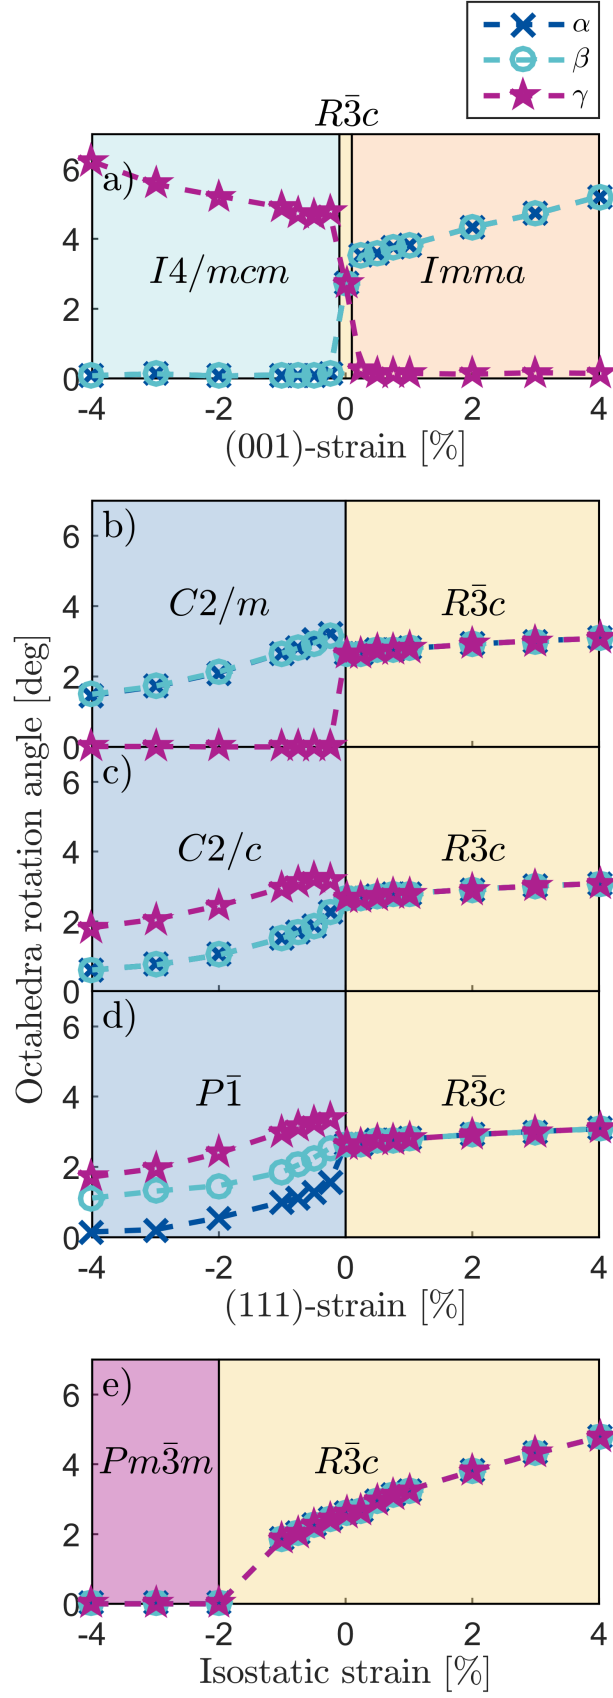 α
β
γ
R3̄c
a)
I4/mcm
Imma
6
4
2
0
-4 -2 0 2 4
(001)-strain [%]
Octahedra rotation angle [deg]
b)
C2/m
R3̄c
6
4
2
0
c)
C2/c
R3̄c
6
4
2
0
d)
P1̄
R3̄c
6
4
2
0
-4 -2 0 2 4
(111)-strain [%]
e)
Pm3̄m
R3̄c
6
4
2
0
-4 -2 0 2 4
Isostatic strain [%]